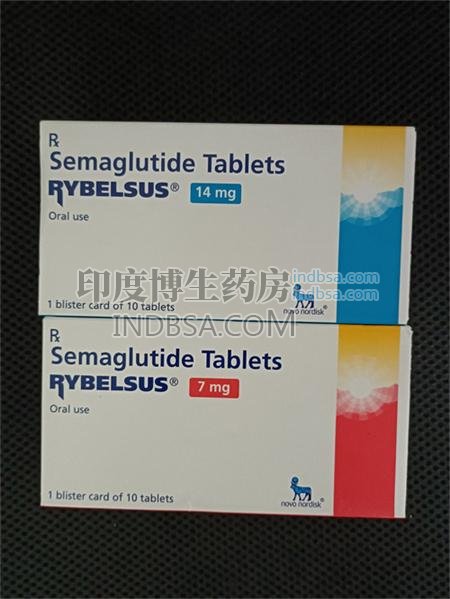 Rx
Semaglutide Tablets
RYBELSUS® 14 mg
Oral use
indbsa.com
indbsa.com
印度博生药房
INDBSA.COM
1 blister card of 10 tablets
novo nordisk®
Rx
Semaglutide Tablets
RYBELSUS® 7 mg
Oral use
1 blister card of 10 tablets
novo nordisk®